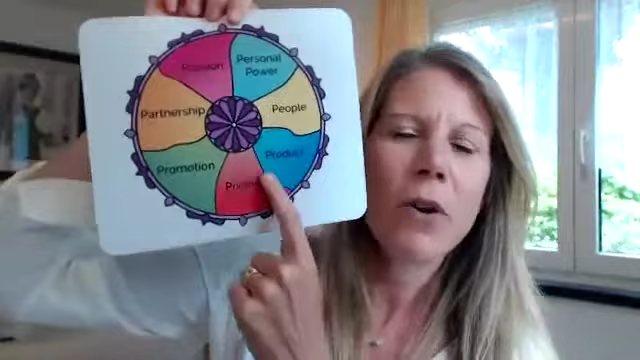 Passion
Personal
Power
People
Partnership
Product
Promotion